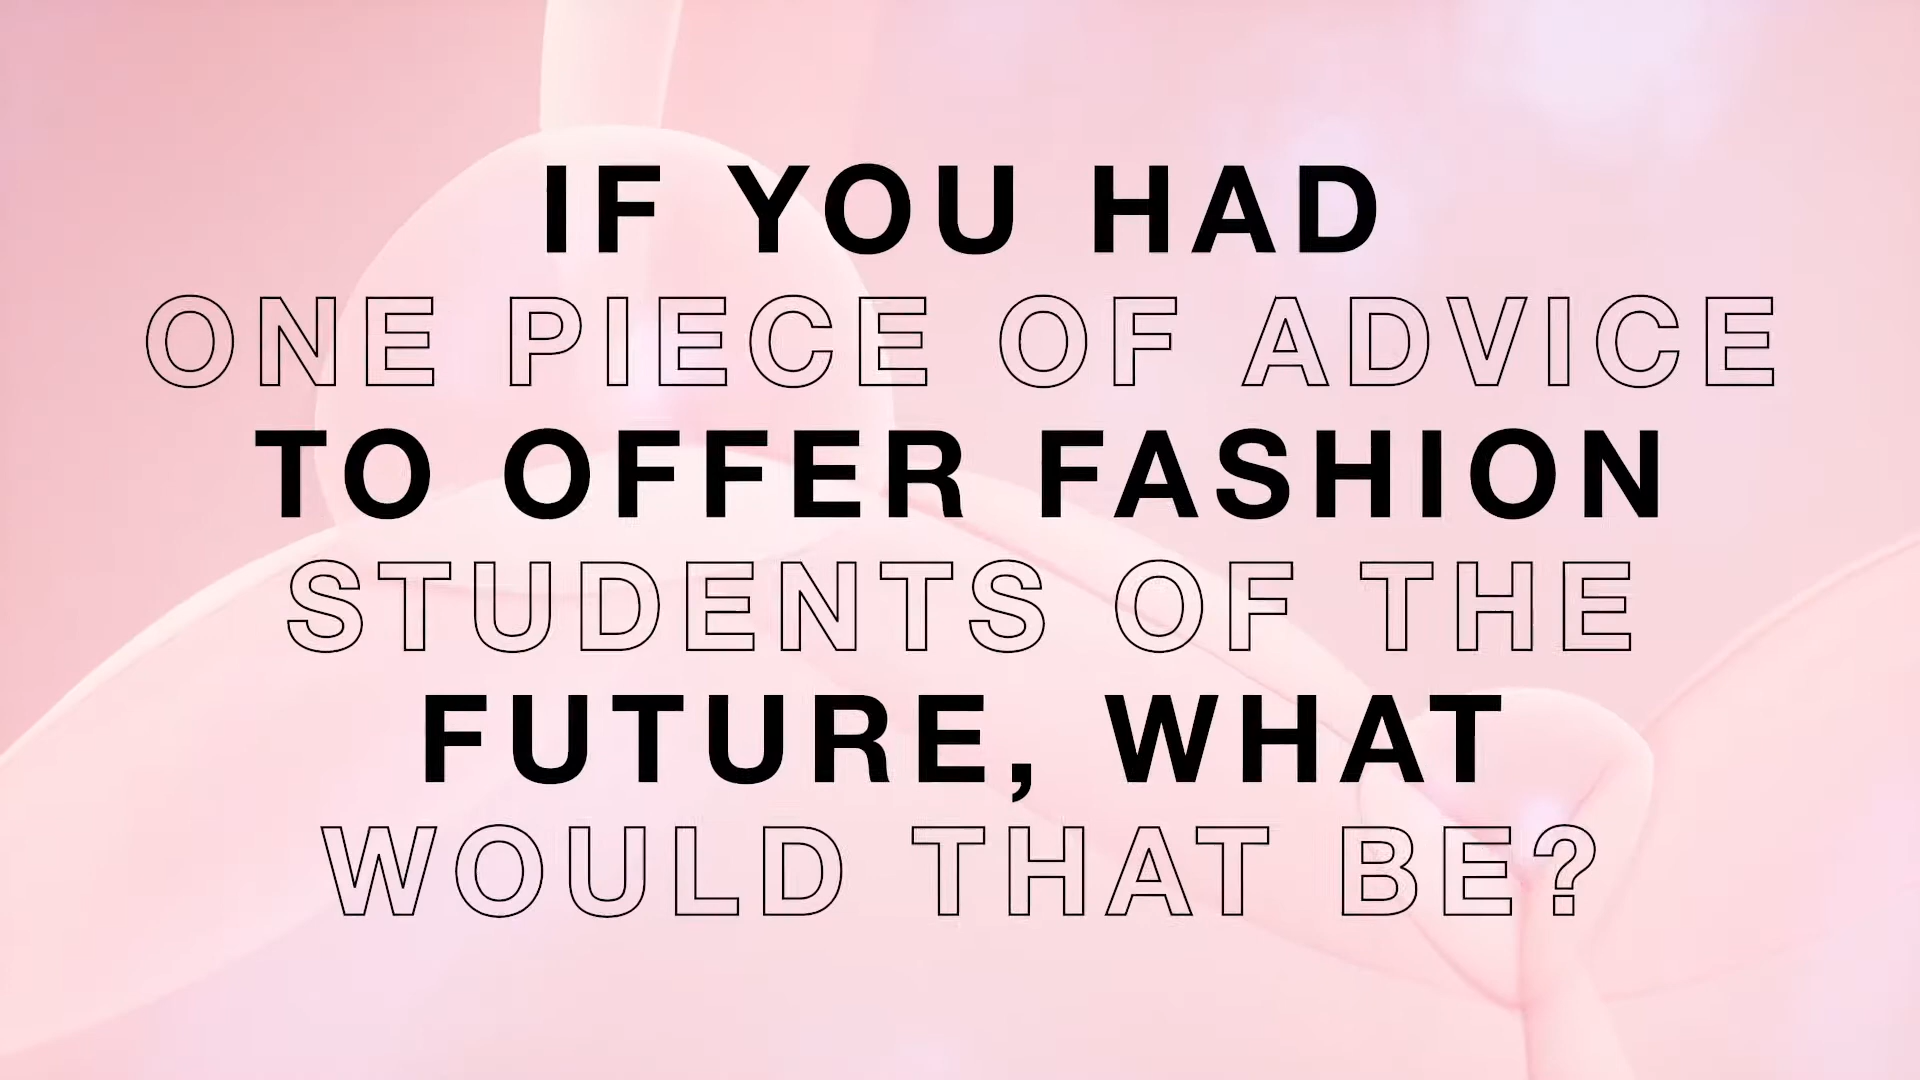 IF YOU HAD
ONE PIECE OF ADVICE
TO OFFER FASHION
STUDENTS OF THE
FUTURE, WHAT
WOULD THAT BE?